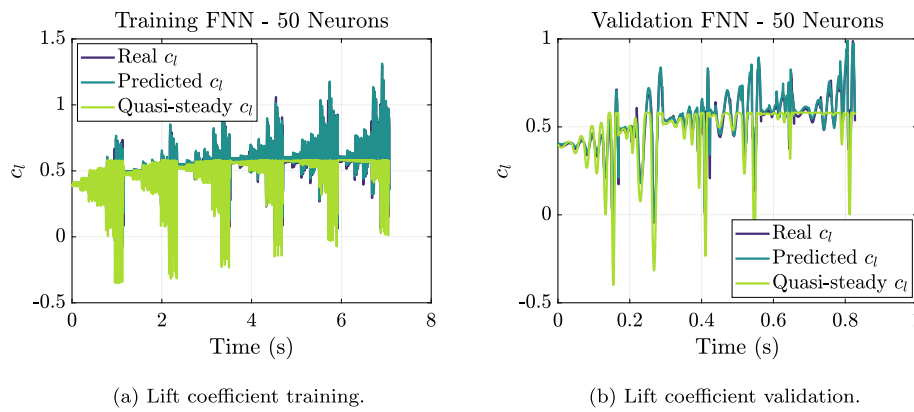 Training FNN - 50 Neurons
1.5
1
0.5
0
-0.5
c_l
Real c_l
Predicted c_l
Quasi-steady c_l
0 2 4 6 8
Time (s)
(a) Lift coefficient training.
Validation FNN - 50 Neurons
1
0.5
0
-0.5
c_l
Real c_l
Predicted c_l
Quasi-steady c_l
0 0.2 0.4 0.6 0.8
Time (s)
(b) Lift coefficient validation.